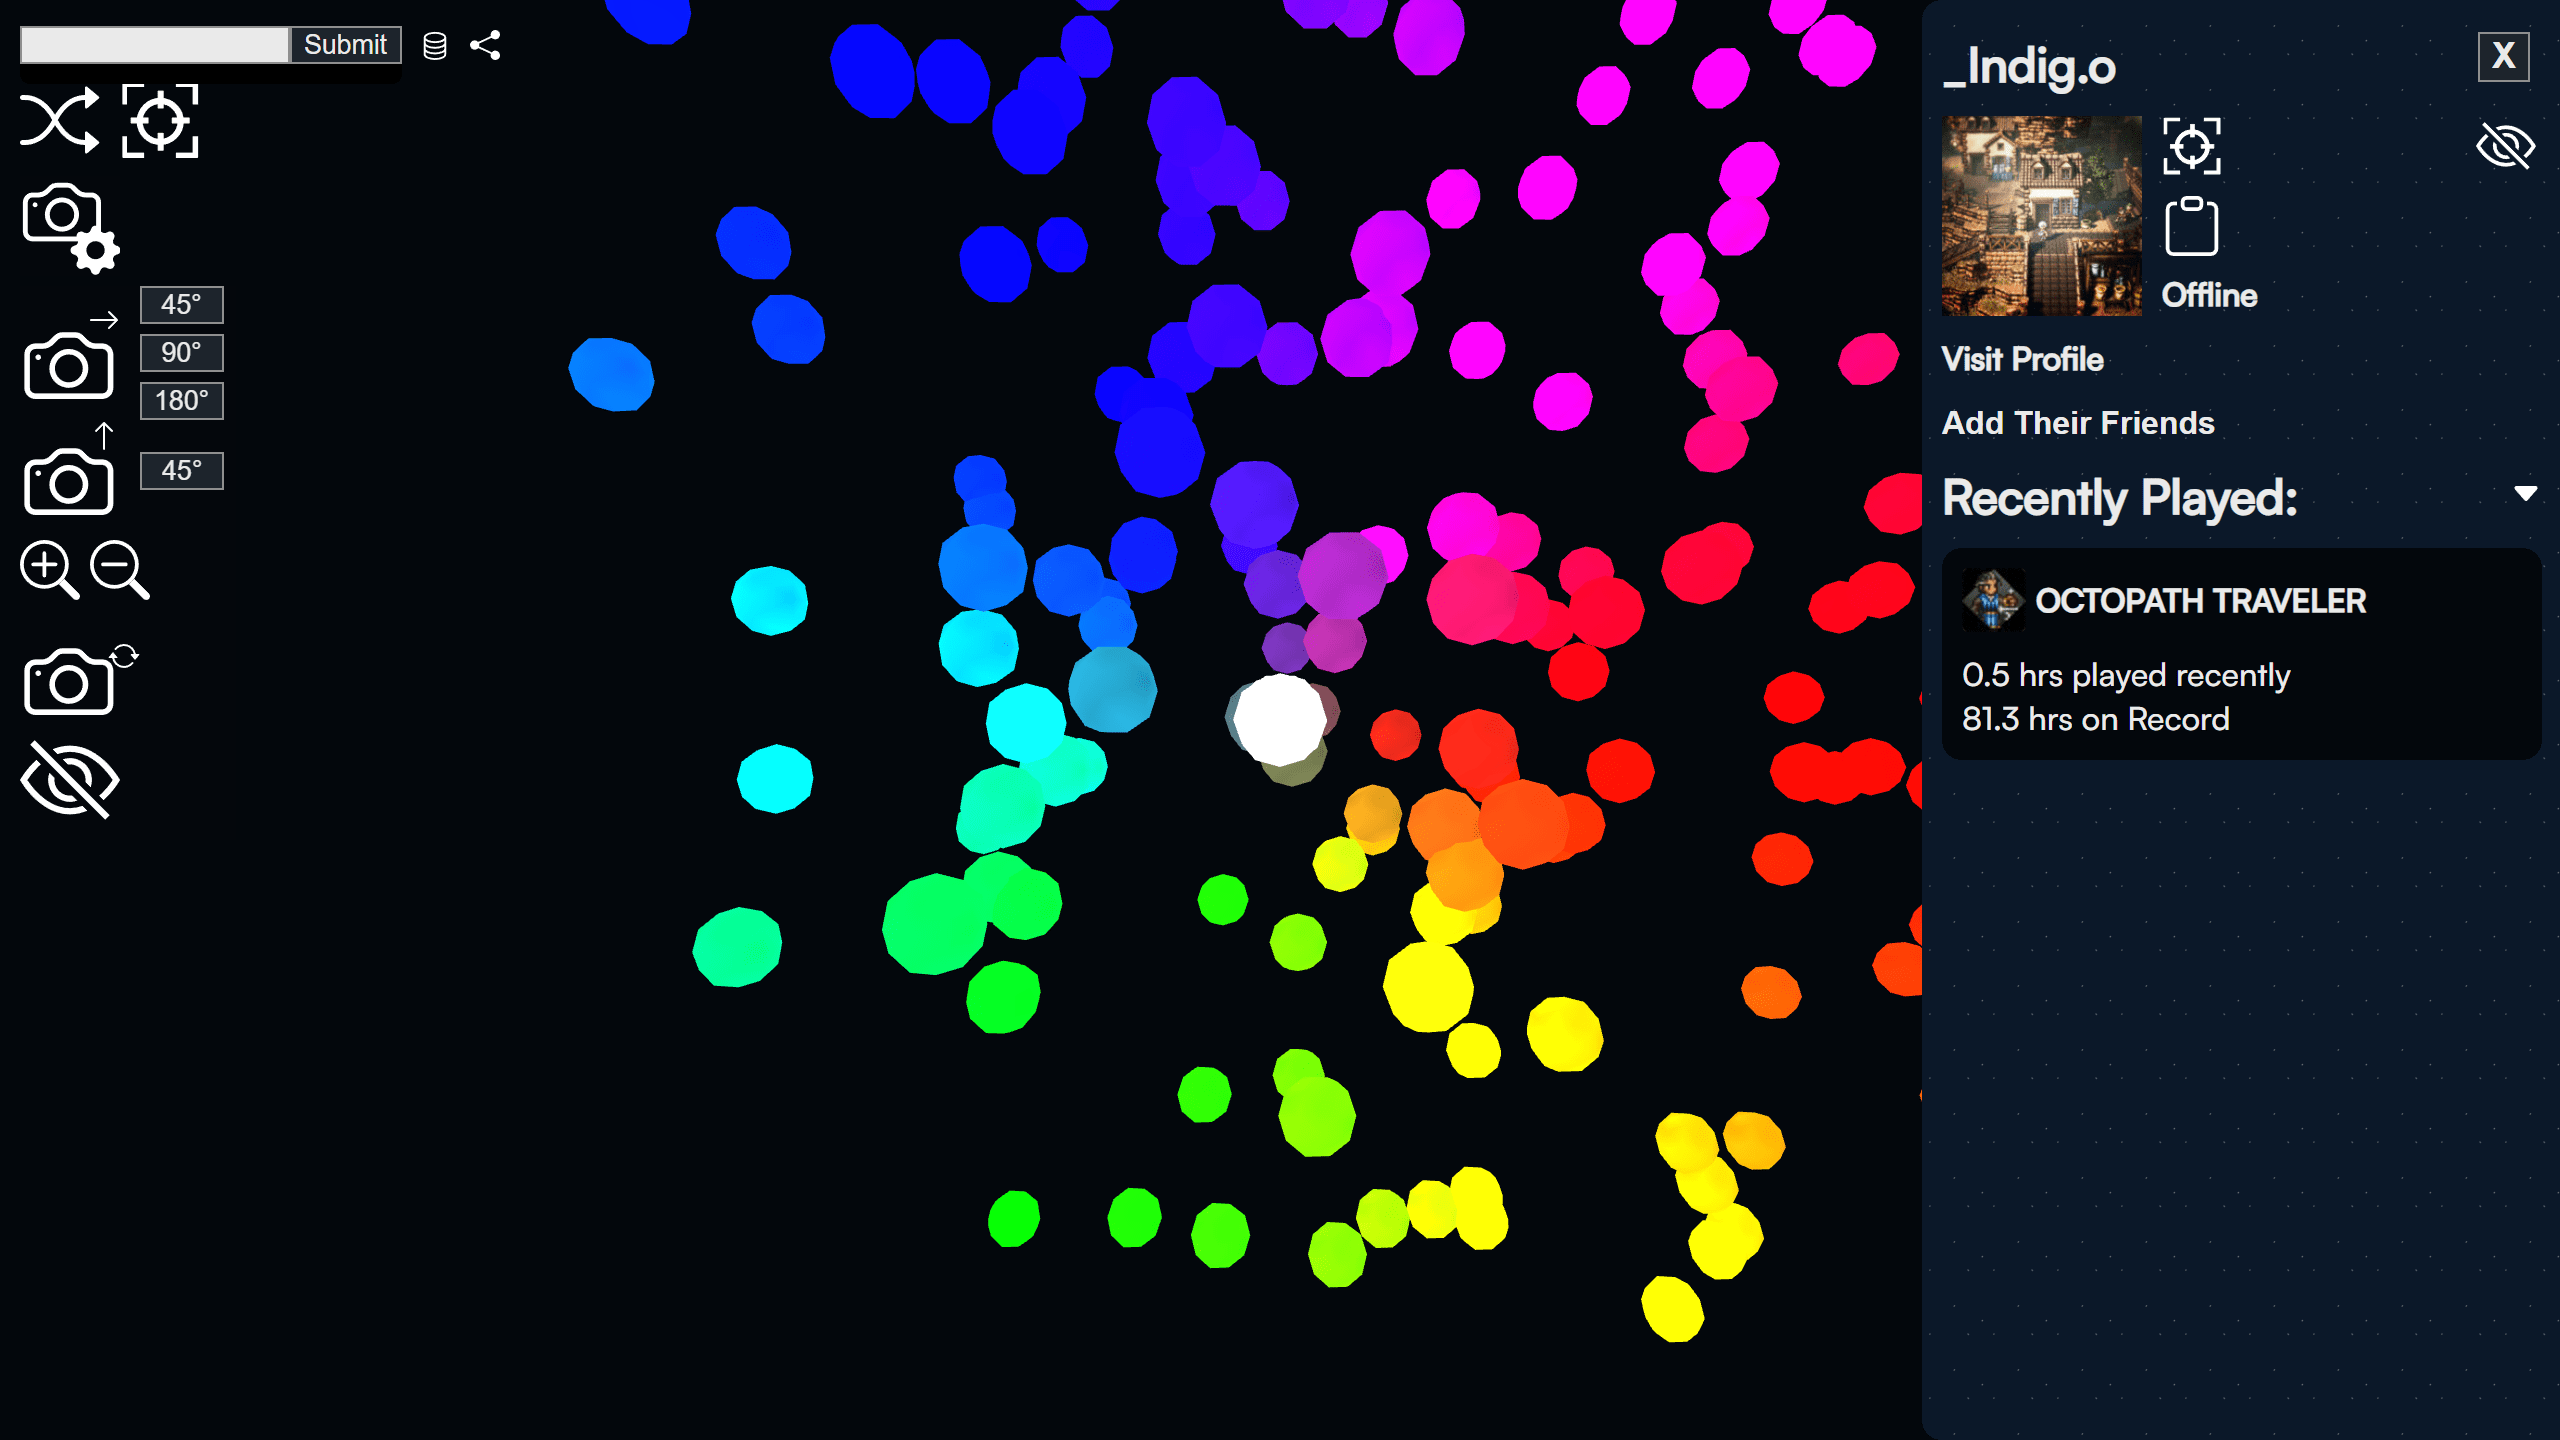 Submit
45°
90°
180°
45°
_Indig.o
X
Offline
Visit Profile
Add Their Friends
Recently Played:
OCTOPATH TRAVELER
0.5 hrs played recently
81.3 hrs on Record